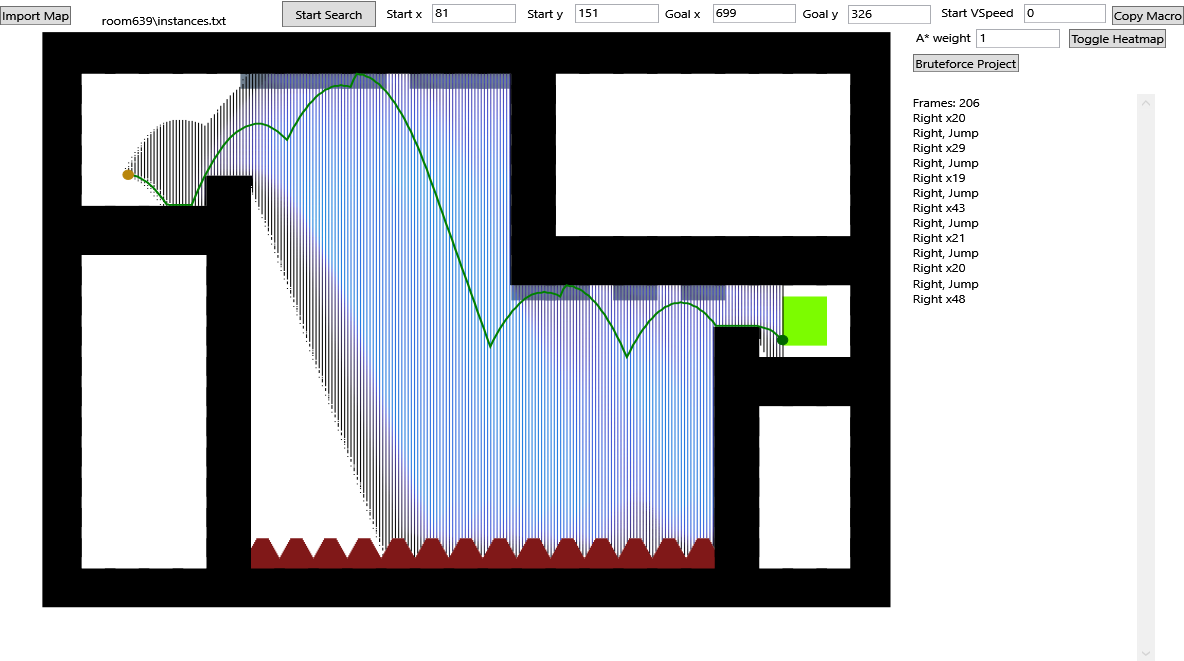 Import Map
room639\instances.txt
Start Search
Start x 81
Start y 151
Goal x 699
Goal y 326
Start VSpeed 0
Copy Macro
A* weight 1
Toggle Heatmap
Bruteforce Project
Frames: 206
Right x20
Right, Jump
Right x29
Right, Jump
Right x19
Right, Jump
Right x43
Right, Jump
Right x21
Right, Jump
Right x20
Right, Jump
Right x48